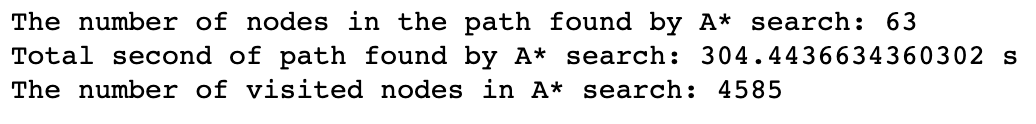 The number of nodes in the path found by A* search: 63
Total second of path found by A* search: 304.4436634360302 s
The number of visited nodes in A* search: 4585